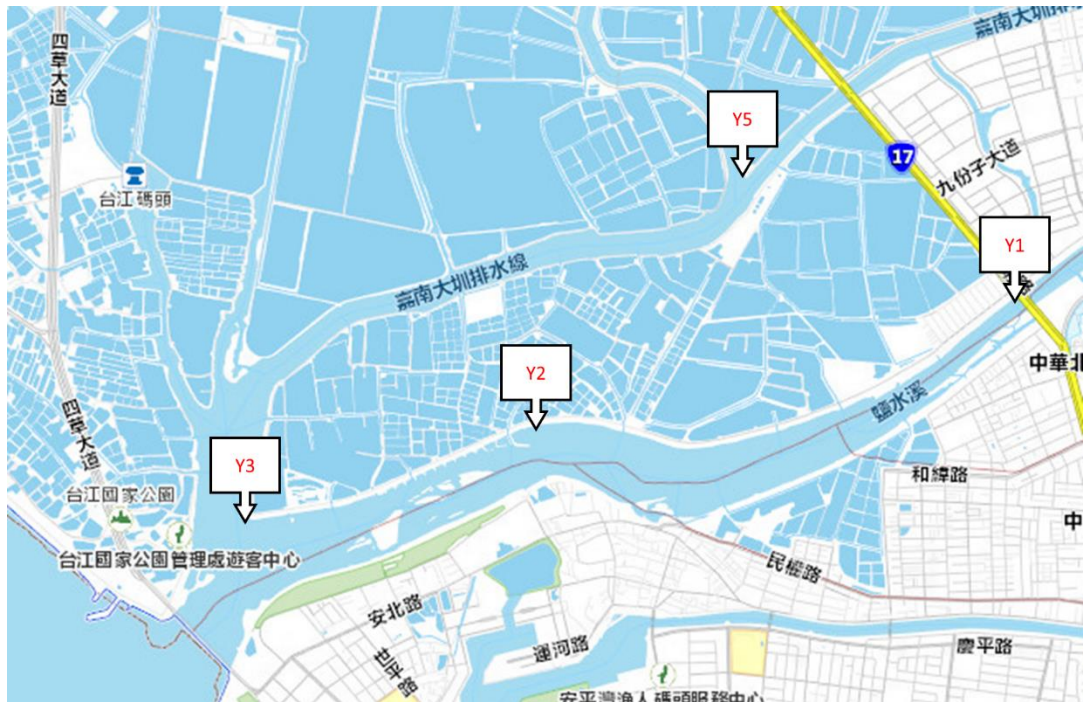 四草大道
嘉南大圳排
Y5
17
台江碼頭
九份子大道
Y1
路
嘉南大圳排水線
中華北
Y2
鹽水溪
四草大道
Y3
和緯路
台江國家公園
中
台江國家公園管理處遊客中心
民權路
安北路
運河路
慶平路
安平漁人碼頭服務中心